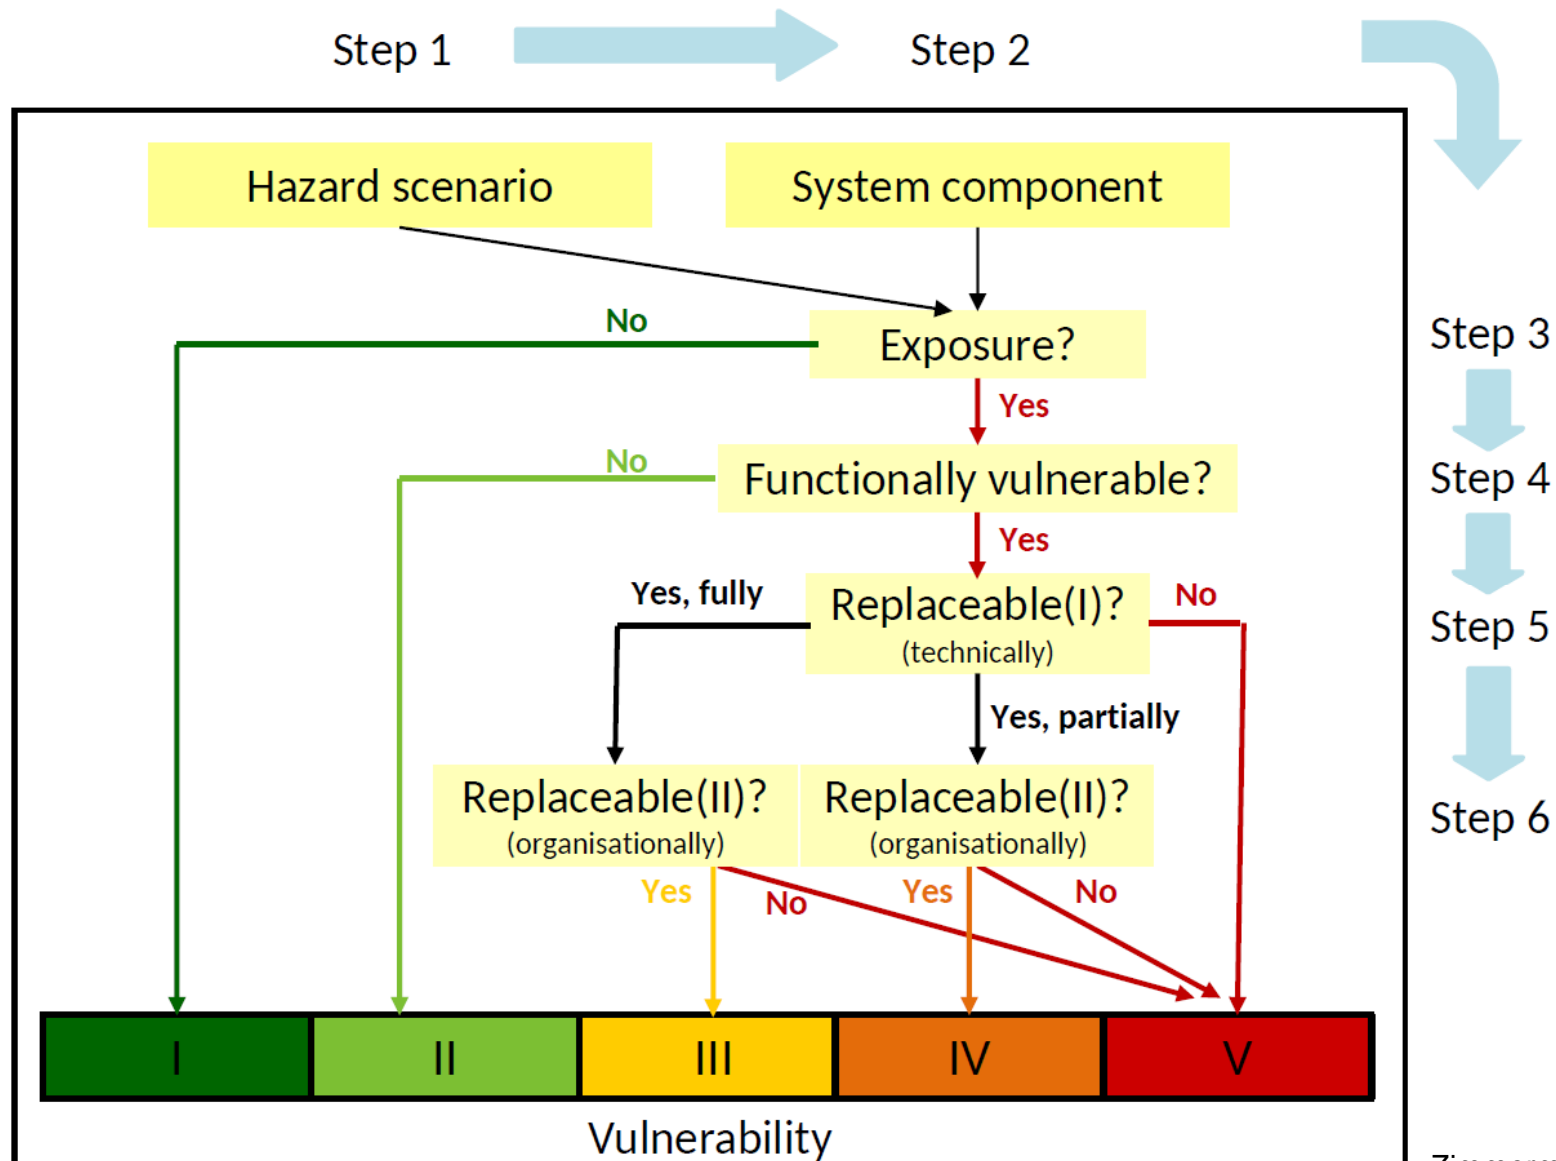 Step 1
Step 2
Hazard scenario
System component
No
Exposure?
Step 3
Yes
No
Functionally vulnerable?
Step 4
Yes
Yes, fully
Replaceable(I)?
No
(technically)
Step 5
Yes, partially
Replaceable(II)?
(organisationally)
Replaceable(II)?
(organisationally)
Step 6
Yes
No
Yes
No
I
II
III
IV
V
Vulnerability